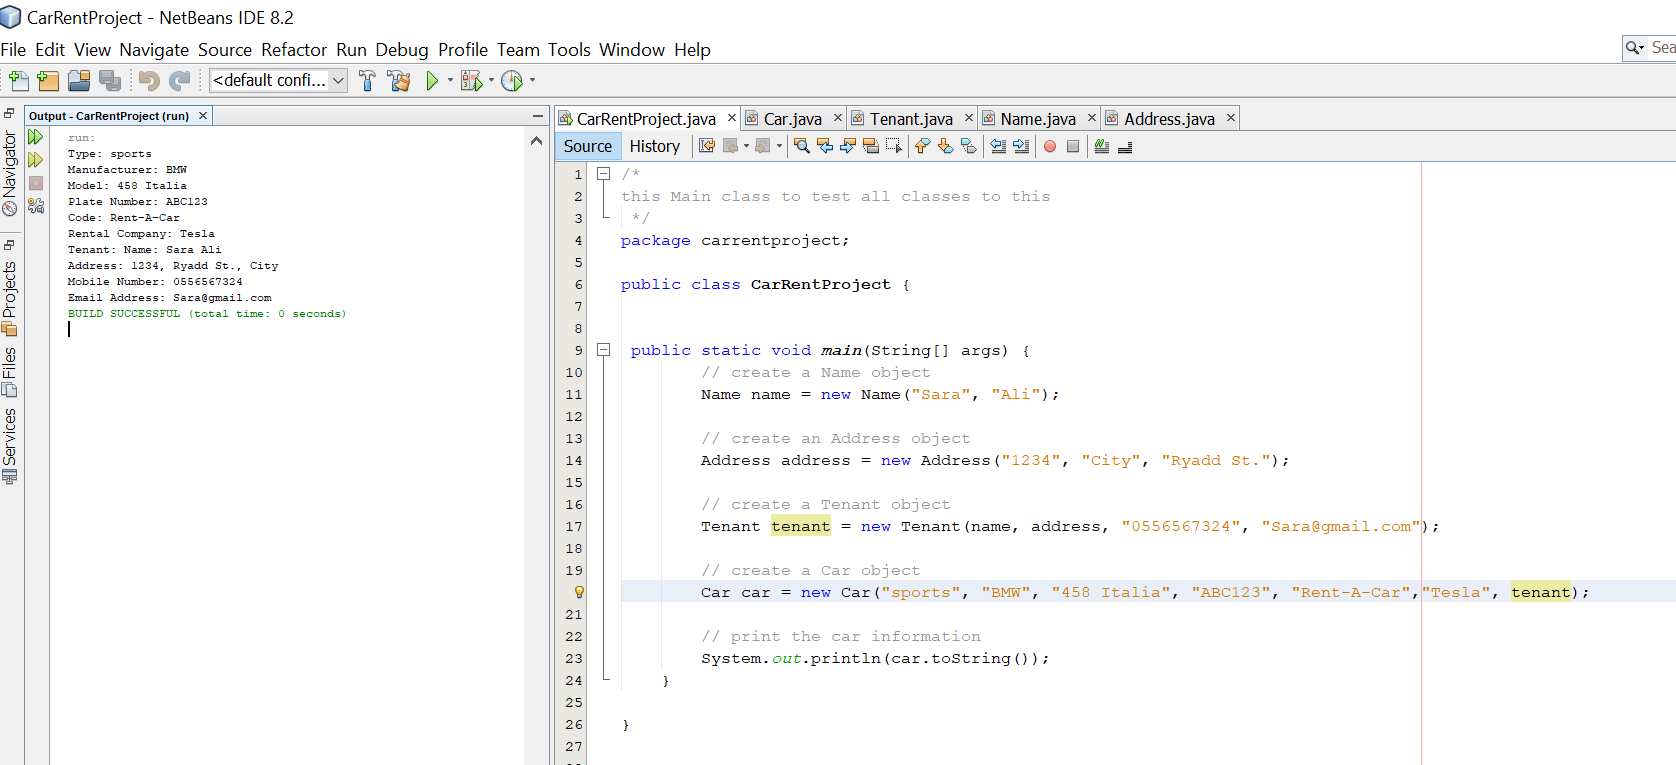 CarRentProject - NetBeans IDE 8.2
File Edit View Navigate Source Refactor Run Debug Profile Team Tools Window Help
Sea
<default confi...
Navigator
Projects
Files
Services
Output - CarRentProject (run)
run:
Type: sports
Manufacturer: BMW
Model: 458 Italia
Plate Number: ABC123
Code: Rent-A-Car
Rental Company: Tesla
Tenant: Name: Sara Ali
Address: 1234, Ryadd St., City
Mobile Number: 0556567324
Email Address: Sara@gmail.com
BUILD SUCCESSFUL (total time: 0 seconds)
CarRentProject.java Car.java Tenant.java Name.java Address.java
Source History
1 /*
2 this Main class to test all classes to this
3 */
4 package carrentproject;
5
6 public class CarRentProject {
7
8
9 public static void main(String[] args) {
10 // create a Name object
11 Name name = new Name("Sara", "Ali");
12
13 // create an Address object
14 Address address = new Address("1234", "City", "Ryadd St.");
15
16 // create a Tenant object
17 Tenant tenant = new Tenant(name, address, "0556567324", "Sara@gmail.com");
18
19 // create a Car object
Car car = new Car("sports", "BMW", "458 Italia", "ABC123", "Rent-A-Car","Tesla", tenant);
21
22 // print the car information
23 System.out.println(car.toString());
24 }
25
26 }
27